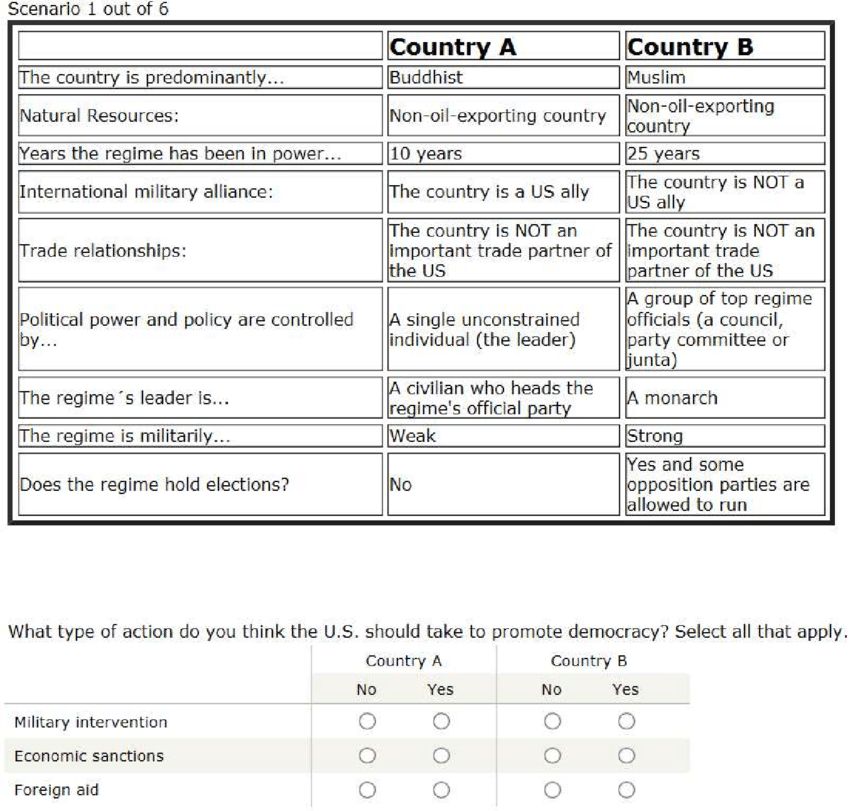 Scenario 1 out of 6
Country A Country B
The country is predominantly... Buddhist Muslim
Natural Resources: Non-oil-exporting country Non-oil-exporting
country
Years the regime has been in power... 10 years 25 years
International military alliance: The country is a US ally The country is NOT a
US ally
Trade relationships: The country is NOT an
important trade partner of
the US The country is NOT an
important trade
partner of the US
Political power and policy are controlled
by... A single unconstrained
individual (the leader) A group of top regime
officials (a council,
party committee or
junta)
The regime´s leader is... A civilian who heads the
regime's official party A monarch
The regime is militarily... Weak Strong
Does the regime hold elections? No Yes and some
opposition parties are
allowed to run
What type of action do you think the U.S. should take to promote democracy? Select all that apply.
Country A Country B
No Yes No Yes
Military intervention
Economic sanctions
Foreign aid